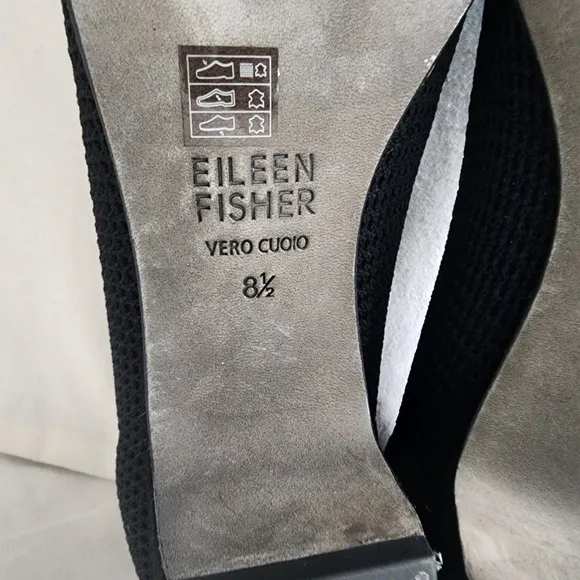 EILEEN
FISHER
VERO CUOIO
8½